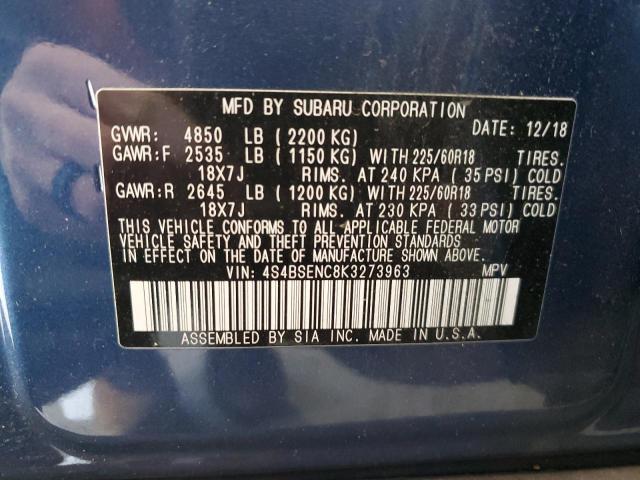 MFD BY SUBARU CORPORATION
GVWR: 4850 LB (2200 KG) DATE: 12/18
GAWR:F 2535 LB (1150 KG) WITH 225/60R18 TIRES.
18X7J RIMS. AT 240 KPA (35 PSI) COLD
GAWR:R 2645 LB (1200 KG) WITH 225/60R18 TIRES.
18X7J RIMS. AT 230 KPA (33 PSI) COLD
THIS VEHICLE CONFORMS TO ALL APPLICABLE FEDERAL MOTOR
VEHICLE SAFETY AND THEFT PREVENTION STANDARDS
IN EFFECT ON THE DATE OF MANUFACTURE SHOWN ABOVE.
VIN: 4S4BSENC8K3273963 MPV
ASSEMBLED BY SIA INC. MADE IN U.S.A.